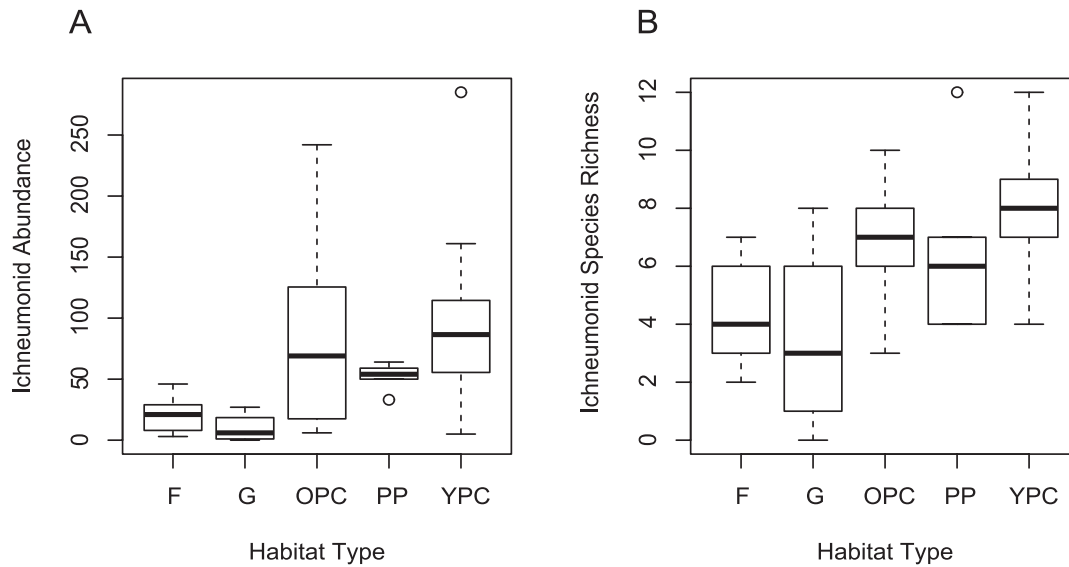 A
Ichneumonid Abundance
250
200
150
100
50
0
F G OPC PP YPC
Habitat Type
B
Ichneumonid Species Richness
12
10
8
6
4
2
0
F G OPC PP YPC
Habitat Type